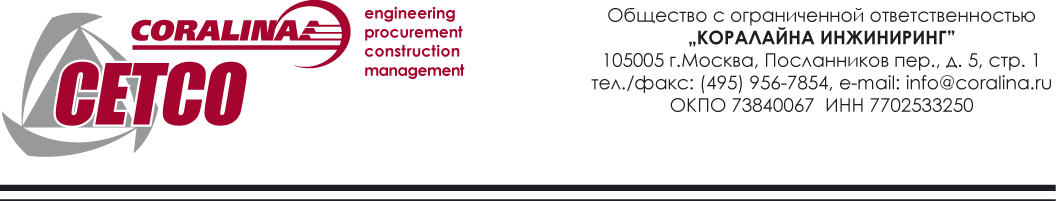 CORALINA
CETCO
engineering
procurement
construction
management
Общество с ограниченной ответственностью
„КОРАЛАЙНА ИНЖИНИРИНГ”
105005 г.Москва, Посланников пер., д. 5, стр. 1
тел./факс: (495) 956-7854, e-mail: info@coralina.ru
ОКПО 73840067 ИНН 7702533250